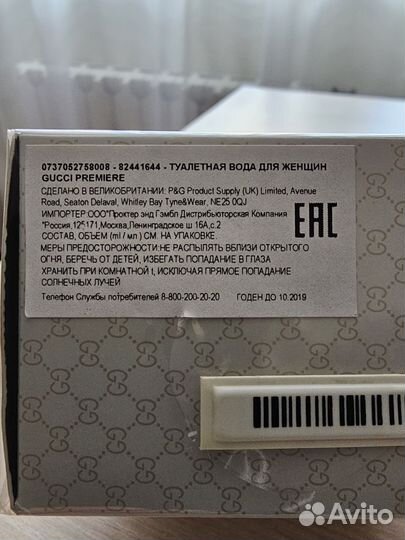 0737052758008 - 82441644 - ТУАЛЕТНАЯ ВОДА ДЛЯ ЖЕНЩИН
GUCCI PREMIERE
СДЕЛАНО В ВЕЛИКОБРИТАНИИ: P&G Product Supply (UK) Limited, Avenue
Road, Seaton Delaval, Whitley Bay Tyne&Wear, NE25 0QJ
ИМПОРТЕР:ООО"Проктер энд Гэмбл Дистрибьюторская Компания
"Россия,125171,Москва,Ленинградское ш 16А,с.2
СОСТАВ, ОБЪЕМ (ml / мл ) СМ. НА УПАКОВКЕ.
МЕРЫ ПРЕДОСТОРОЖНОСТИ:НЕ РАСПЫЛЯТЬ ВБЛИЗИ ОТКРЫТОГО
ОГНЯ, БЕРЕЧЬ ОТ ДЕТЕЙ, ИЗБЕГАТЬ ПОПАДАНИЕ В ГЛАЗА
ХРАНИТЬ ПРИ КОМНАТНОЙ t, ИСКЛЮЧАЯ ПРЯМОЕ ПОПАДАНИЕ
СОЛНЕЧНЫХ ЛУЧЕЙ
Телефон Службы потребителей 8-800-200-20-20 ГОДЕН ДО 10.2019
EAC
Avito